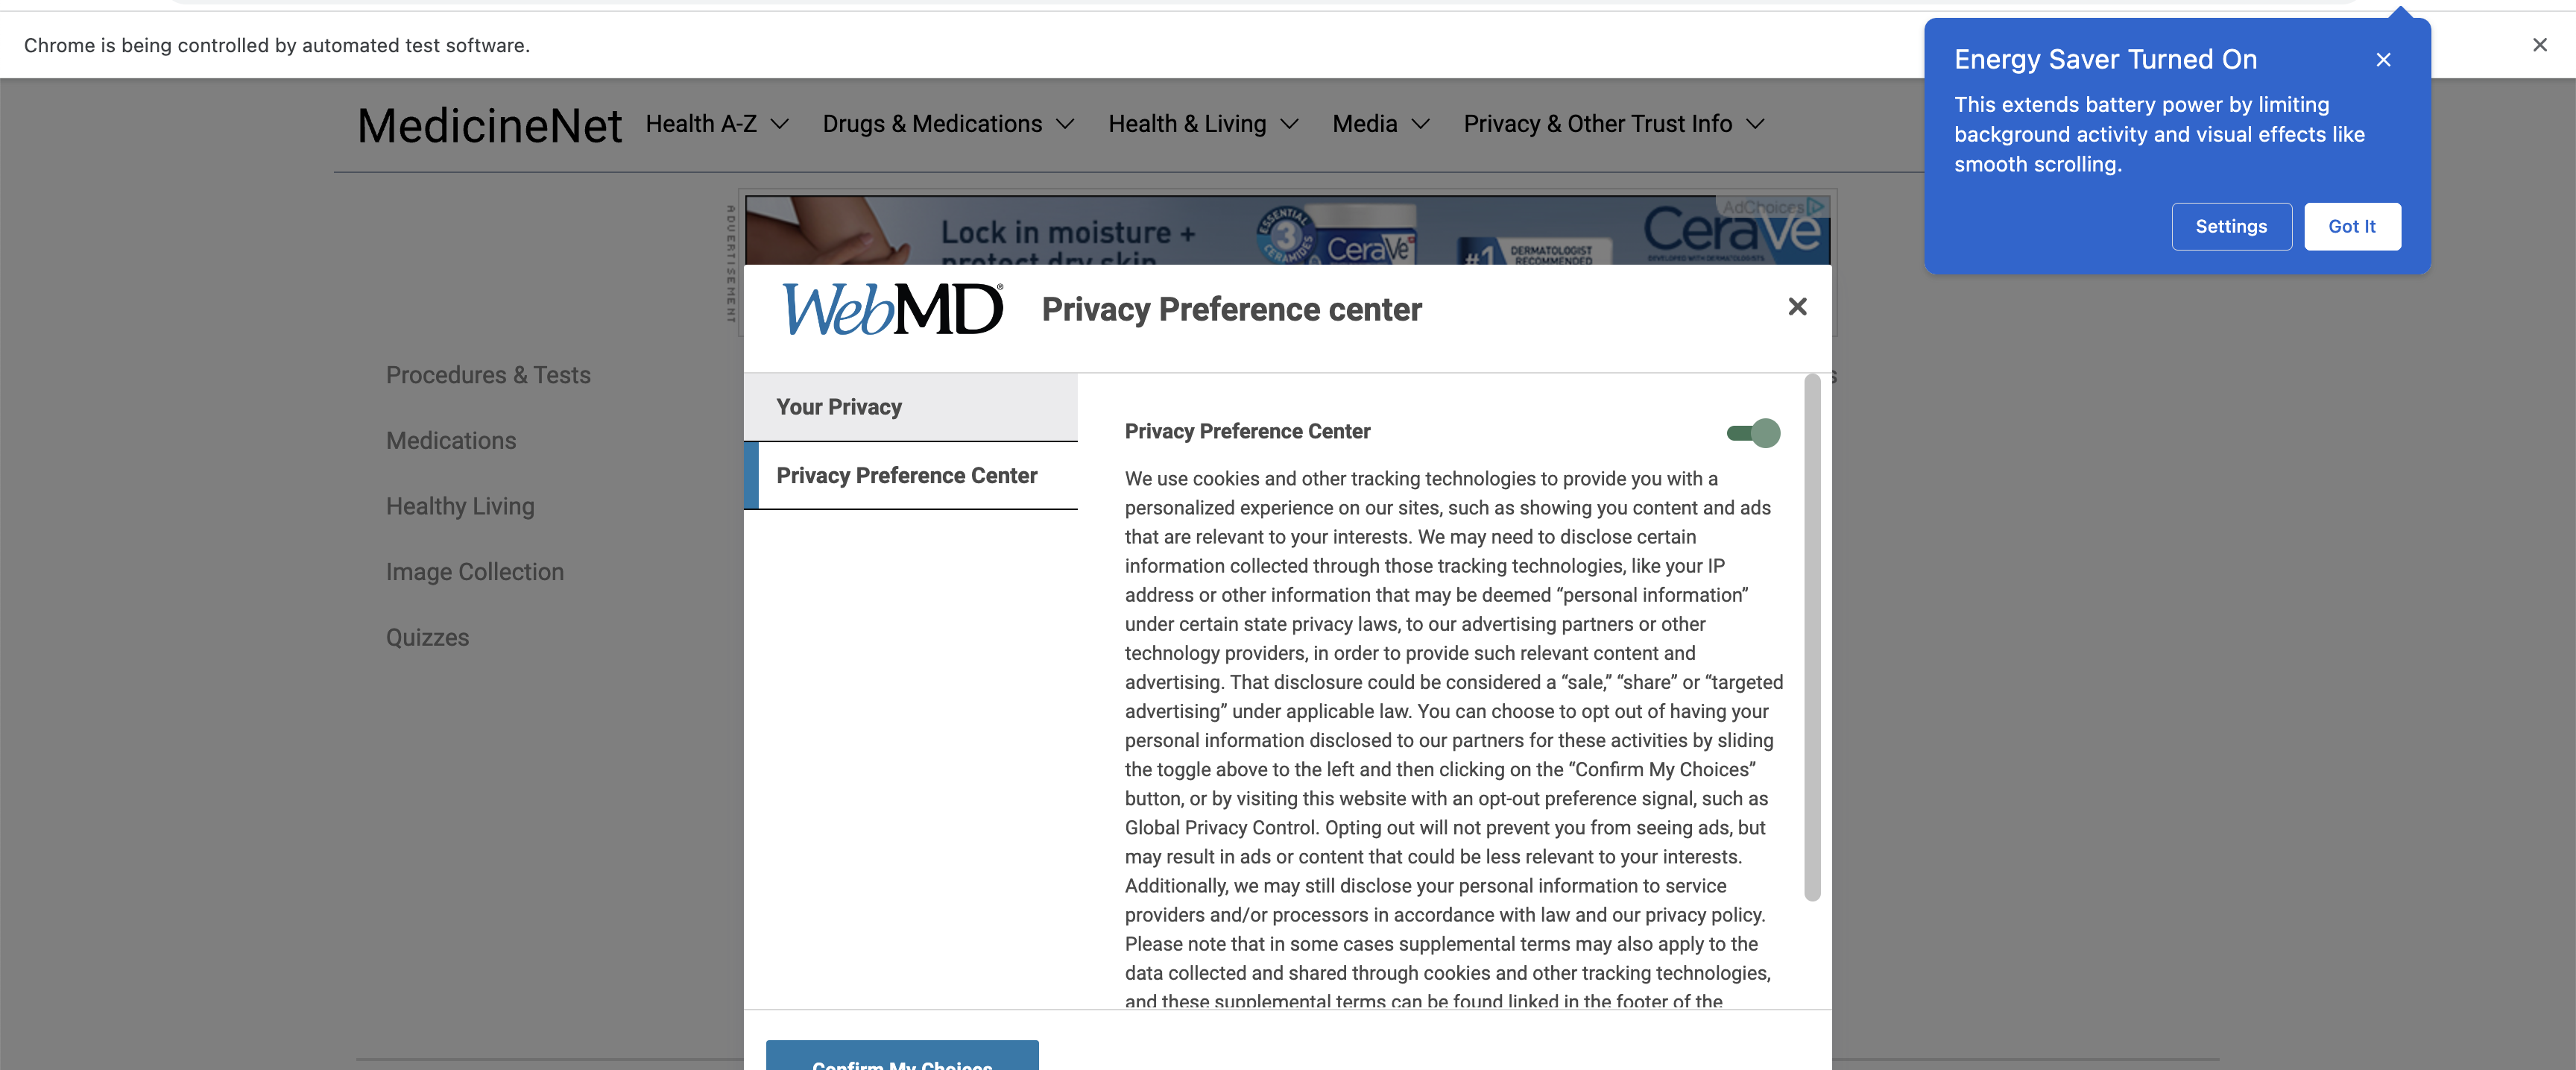 Chrome is being controlled by automated test software.
Energy Saver Turned On
This extends battery power by limiting
background activity and visual effects like
smooth scrolling.
Settings
Got It
MedicineNet
Health A-Z
Drugs & Medications
Health & Living
Media
Privacy & Other Trust Info
ADVERTISEMENT
Lock in moisture +
protect dry skin
ESSENTIAL
3
CERAMIDES
CeraVe
#1
DERMATOLOGIST
RECOMMENDED
AdChoices
CeraVe
DEVELOPED WITH DERMATOLOGISTS
WebMD®
Privacy Preference center
Procedures & Tests
Medications
Healthy Living
Image Collection
Quizzes
Your Privacy
Privacy Preference Center
Privacy Preference Center
We use cookies and other tracking technologies to provide you with a
personalized experience on our sites, such as showing you content and ads
that are relevant to your interests. We may need to disclose certain
information collected through those tracking technologies, like your IP
address or other information that may be deemed “personal information”
under certain state privacy laws, to our advertising partners or other
technology providers, in order to provide such relevant content and
advertising. That disclosure could be considered a “sale,” “share” or “targeted
advertising” under applicable law. You can choose to opt out of having your
personal information disclosed to our partners for these activities by sliding
the toggle above to the left and then clicking on the “Confirm My Choices”
button, or by visiting this website with an opt-out preference signal, such as
Global Privacy Control. Opting out will not prevent you from seeing ads, but
may result in ads or content that could be less relevant to your interests.
Additionally, we may still disclose your personal information to service
providers and/or processors in accordance with law and our privacy policy.
Please note that in some cases supplemental terms may also apply to the
data collected and shared through cookies and other tracking technologies,
and these supplemental terms can be found linked in the footer of the
Confirm My Choices